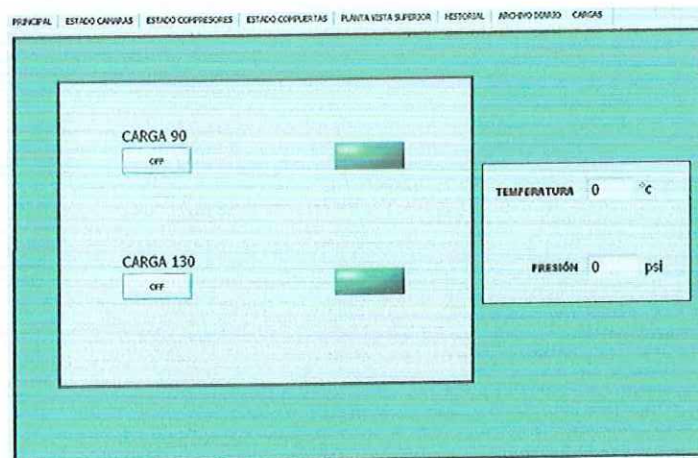 PRINCIPAL ESTADO CAMARAS ESTADO COMPRESORES ESTADO COMPUERTAS PLANTA VISTA SUPERIOR HISTORIAL ARCHIVO DIARIO CARGAS
CARGA 90
OFF
TEMPERATURA 0 °C
CARGA 130
OFF
PRESIÓN 0 psi